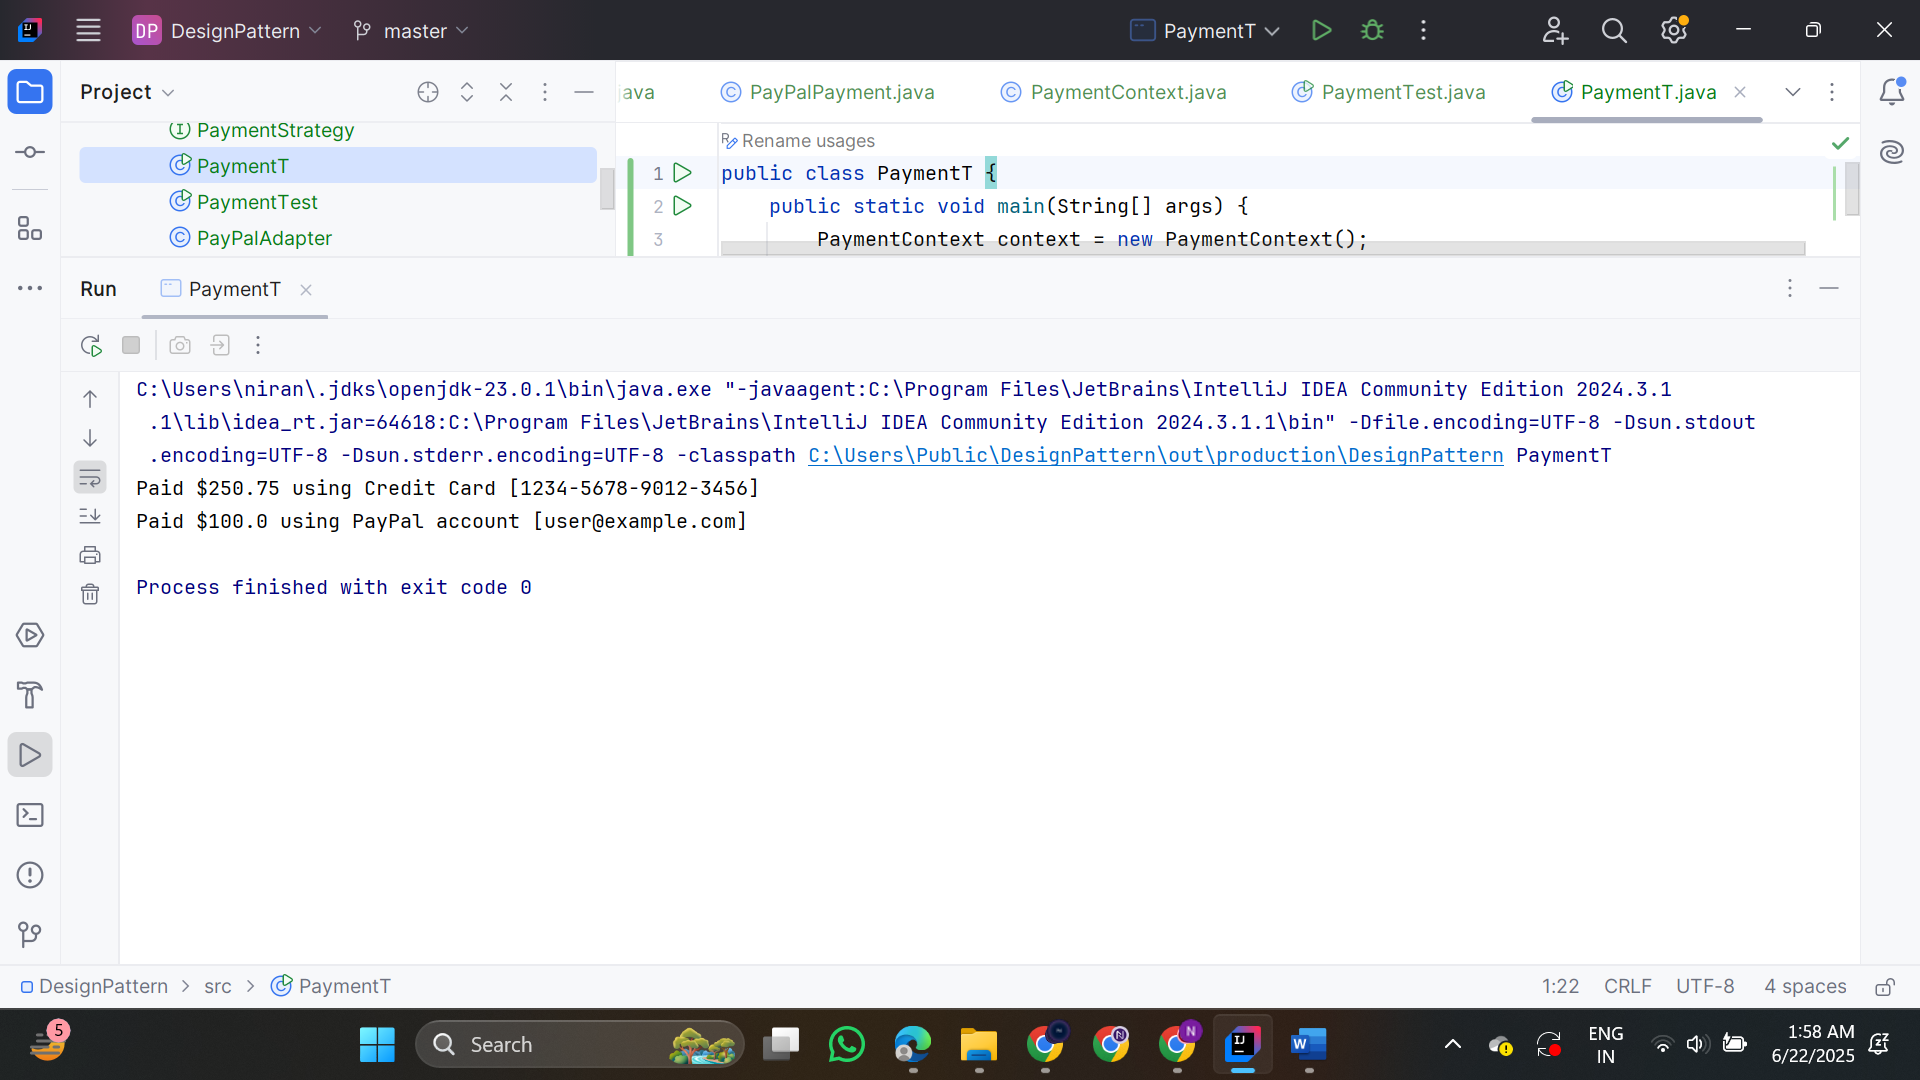 DP DesignPattern master PaymentT
Project
java PayPalPayment.java PaymentContext.java PaymentTest.java PaymentT.java
PaymentStrategy
PaymentT
PaymentTest
PayPalAdapter
Rename usages
1 public class PaymentT {
2 public static void main(String[] args) {
3 PaymentContext context = new PaymentContext();
Run PaymentT
C:\Users\niran\.jdks\openjdk-23.0.1\bin\java.exe "-javaagent:C:\Program Files\JetBrains\IntelliJ IDEA Community Edition 2024.3.1
.1\lib\idea_rt.jar=64618:C:\Program Files\JetBrains\IntelliJ IDEA Community Edition 2024.3.1.1\bin" -Dfile.encoding=UTF-8 -Dsun.stdout
.encoding=UTF-8 -Dsun.stderr.encoding=UTF-8 -classpath C:\Users\Public\DesignPattern\out\production\DesignPattern PaymentT
Paid $250.75 using Credit Card [1234-5678-9012-3456]
Paid $100.0 using PayPal account [user@example.com]
Process finished with exit code 0
DesignPattern > src > PaymentT
1:22 CRLF UTF-8 4 spaces
5
Search
ENG
IN
1:58 AM
6/22/2025